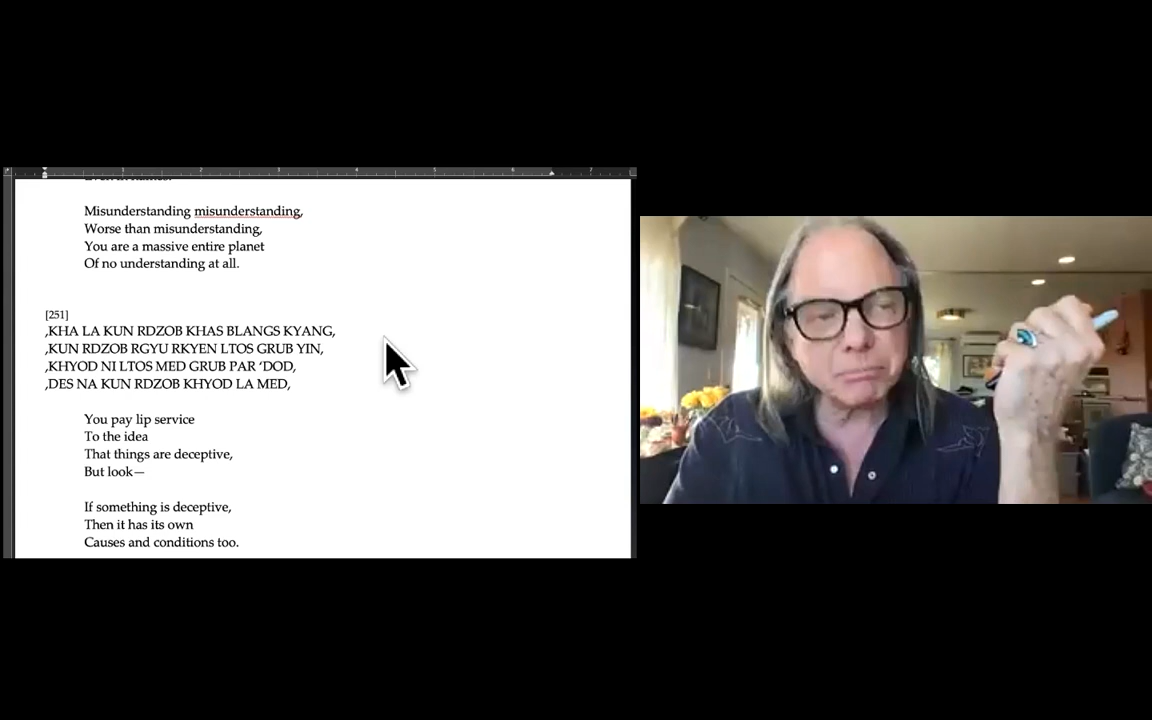 Misunderstanding misunderstanding,
Worse than misunderstanding,
You are a massive entire planet
Of no understanding at all.
[251]
,KHA LA KUN RDZOB KHAS BLANGS KYANG,
,KUN RDZOB RGYU RKYEN LTOS GRUB YIN,
,KHYOD NI LTOS MED GRUB PAR ‘DOD,
,DES NA KUN RDZOB KHYOD LA MED,
You pay lip service
To the idea
That things are deceptive,
But look—
If something is deceptive,
Then it has its own
Causes and conditions too.